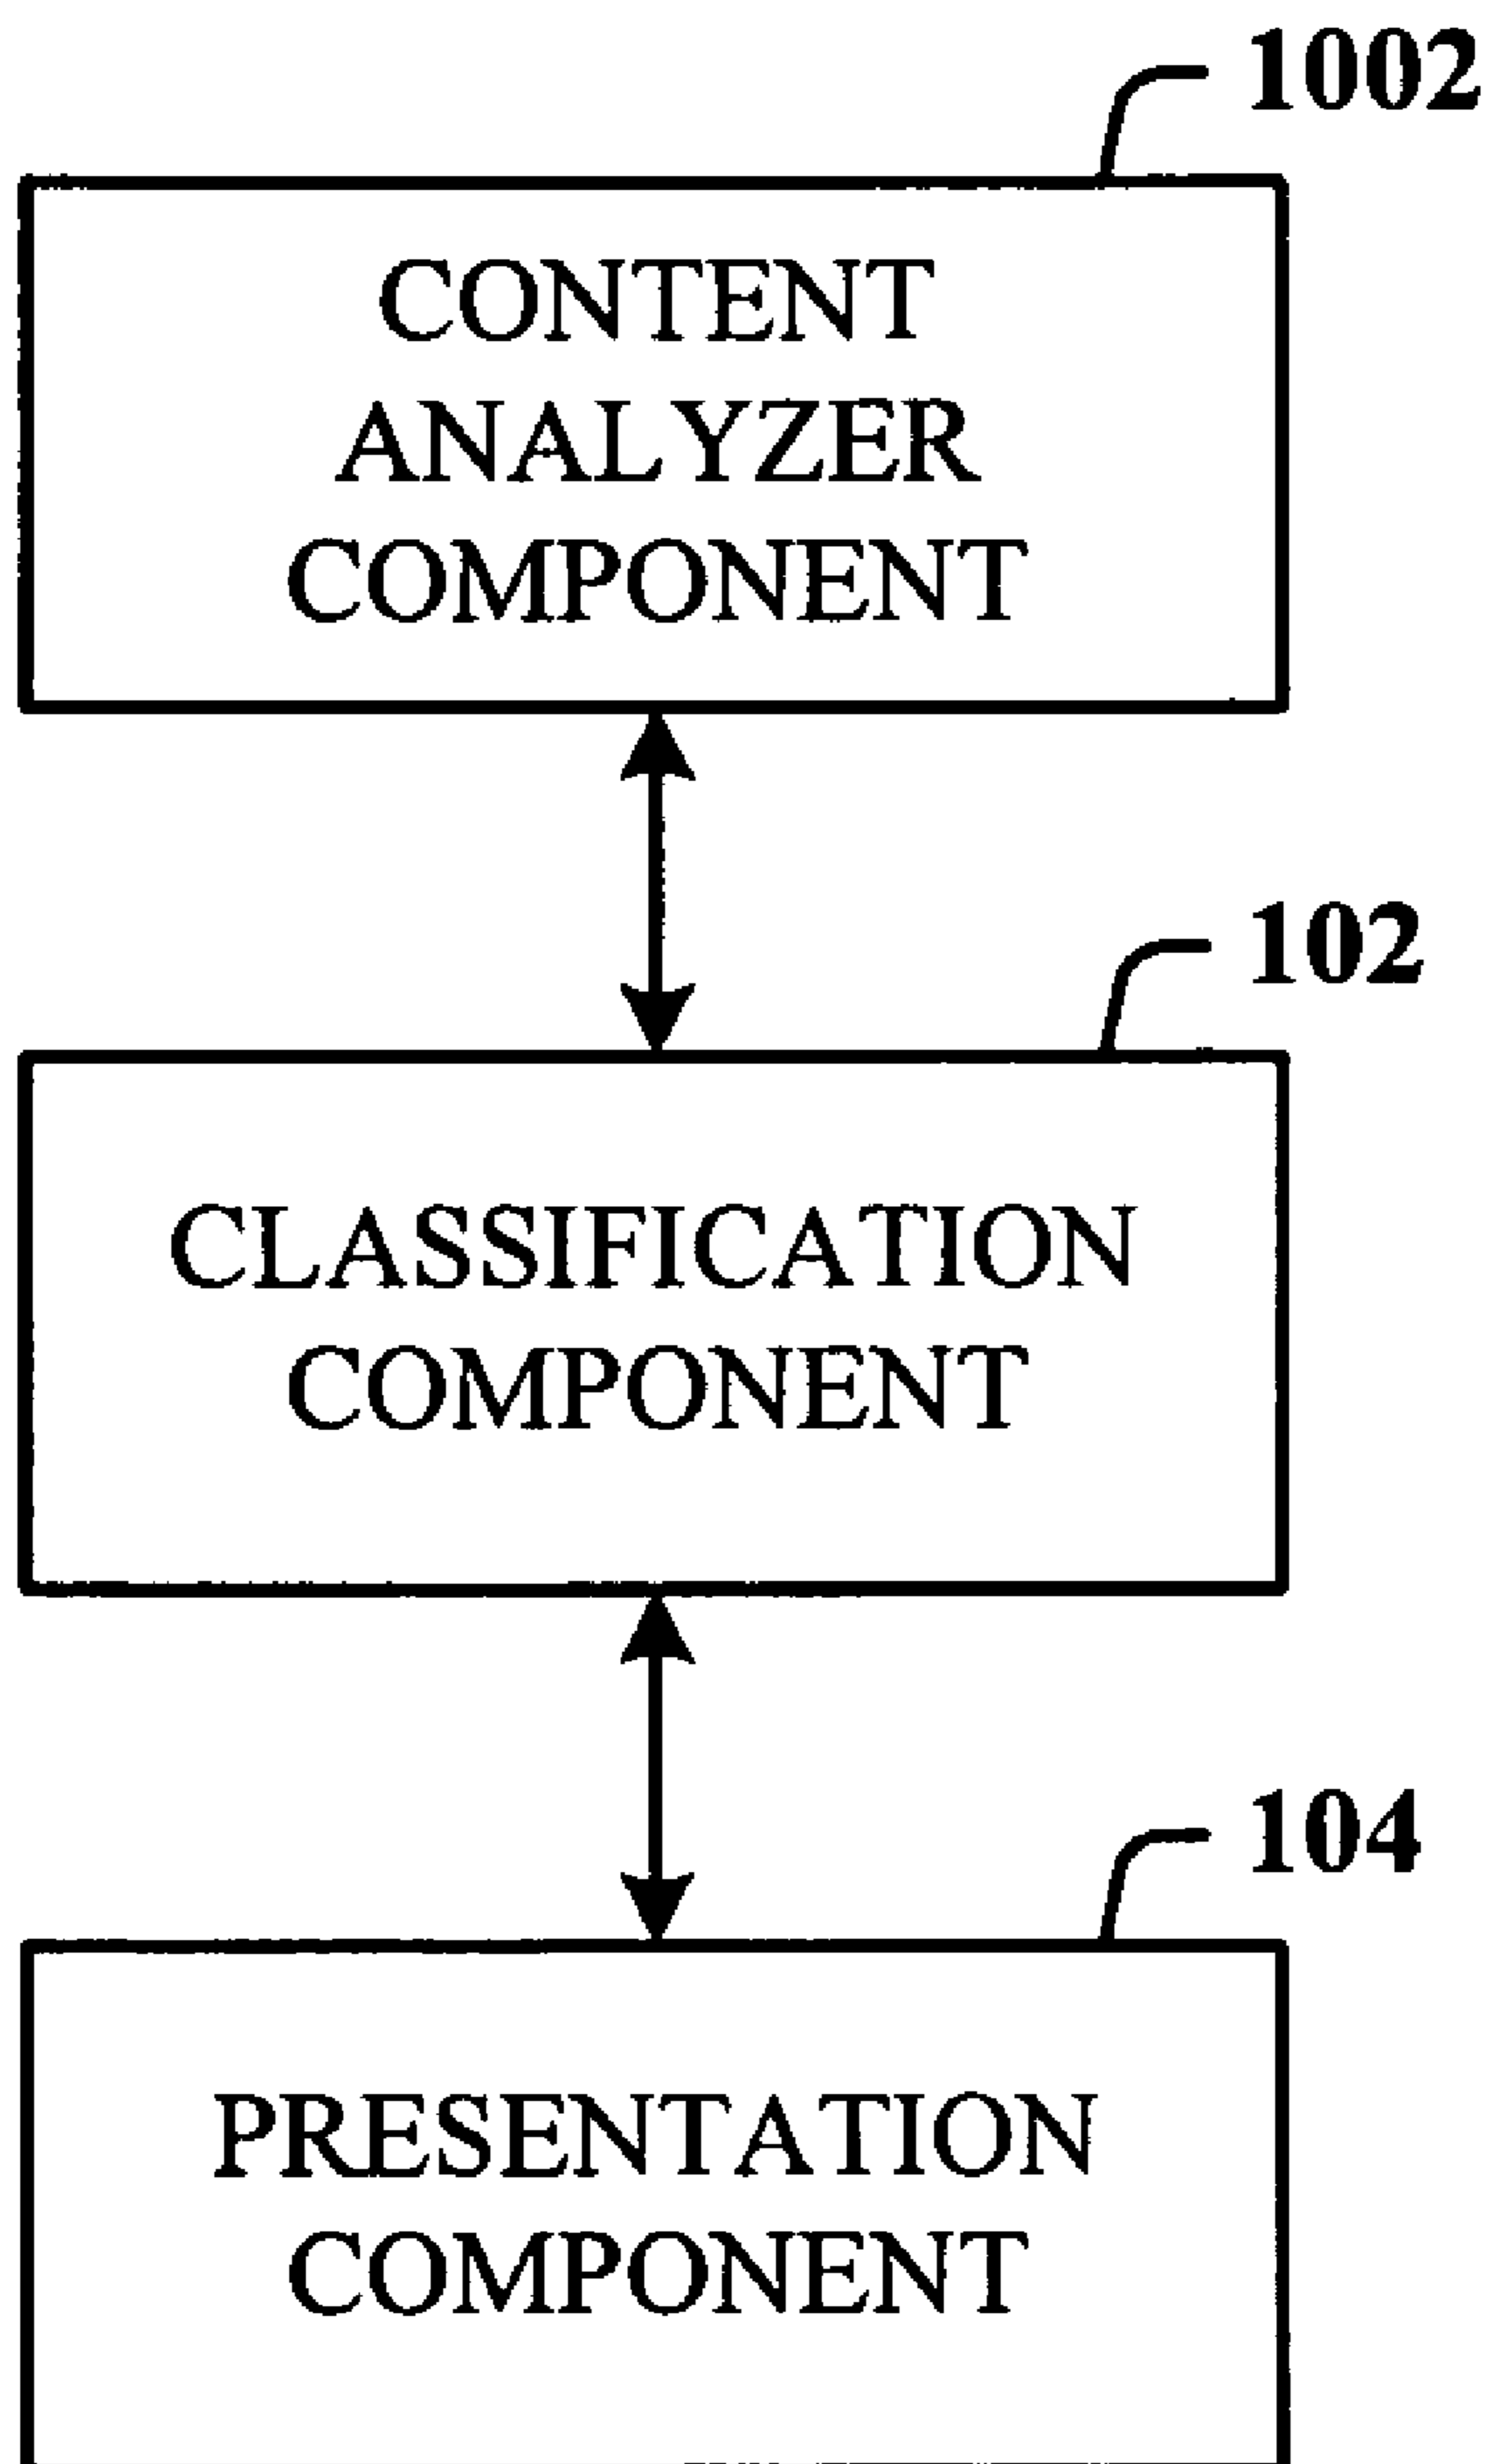 1002
CONTENT
ANALYZER
COMPONENT
102
CLASSIFICATION
COMPONENT
104
PRESENTATION
COMPONENT